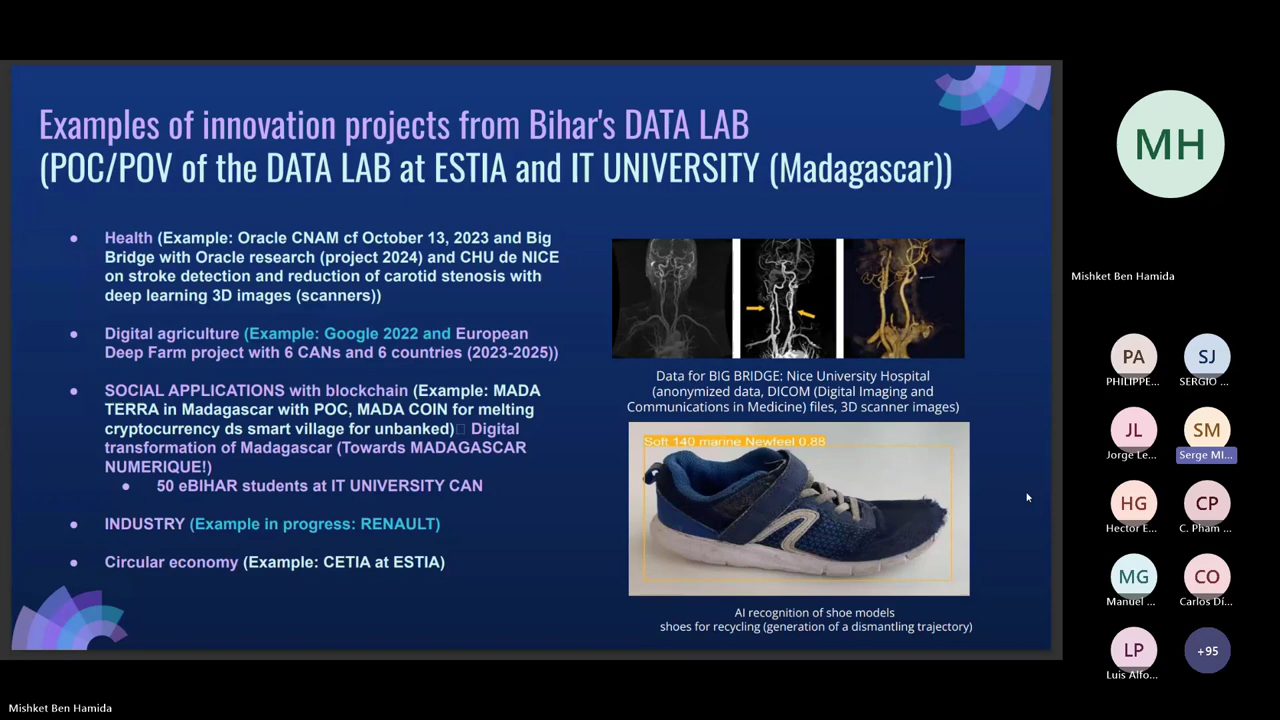 Examples of innovation projects from Bihar's DATA LAB
(POC/POV of the DATA LAB at ESTIA and IT UNIVERSITY (Madagascar))
● Health (Example: Oracle CNAM cf October 13, 2023 and Big
Bridge with Oracle research (project 2024) and CHU de NICE
on stroke detection and reduction of carotid stenosis with
deep learning 3D images (scanners))
● Digital agriculture (Example: Google 2022 and European
Deep Farm project with 6 CANs and 6 countries (2023-2025))
● SOCIAL APPLICATIONS with blockchain (Example: MADA
TERRA in Madagascar with POC, MADA COIN for melting
cryptocurrency ds smart village for unbanked) Digital
transformation of Madagascar (Towards MADAGASCAR
NUMERIQUE!)
● 50 eBIHAR students at IT UNIVERSITY CAN
● INDUSTRY (Example in progress: RENAULT)
● Circular economy (Example: CETIA at ESTIA)
Data for BIG BRIDGE: Nice University Hospital
(anonymized data, DICOM (Digital Imaging and
Communications in Medicine) files, 3D scanner images)
Soft 140 marine Newfeel 0.88
AI recognition of shoe models
shoes for recycling (generation of a dismantling trajectory)
MH
Mishket Ben Hamida
PA
PHILIPPE...
SJ
SERGIO ...
JL
Jorge Le...
SM
Serge MI...
HG
Hector E...
CP
C. Pham ...
MG
Manuel ...
CO
Carlos Dí...
LP
Luis Alfo...
+95
Mishket Ben Hamida